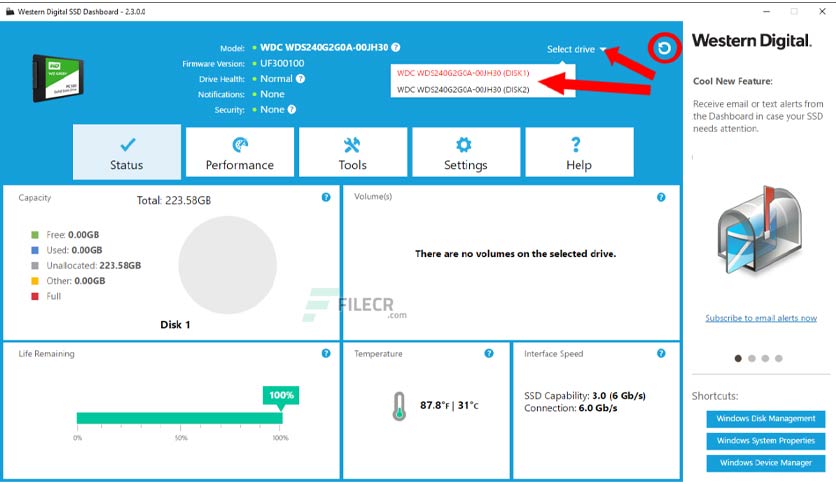 Western Digital SSD Dashboard - 2.3.0.0
Model: WDC WDS240G2G0A-00JH30 ?
Firmware Version: UF300100
Drive Health: Normal ?
Notifications: None
Security: None ?
Select drive
WDC WDS240G2G0A-00JH30 (DISK1)
WDC WDS240G2G0A-00JH30 (DISK2)
Western Digital.
Cool New Feature:
Receive email or text alerts from
the Dashboard in case your SSD
needs attention.
Status
Performance
Tools
Settings
? Help
Capacity
Total: 223.58GB
?
Free: 0.00GB
Used: 0.00GB
Unallocated: 223.58GB
Other: 0.00GB
Full
Disk 1
Volume(s)
?
There are no volumes on the selected drive.
FILECR
.com
Subscribe to email alerts now
Life Remaining
?
100%
0%
50%
100%
Temperature
?
87.8°F | 31°C
Interface Speed
?
SSD Capability: 3.0 (6 Gb/s)
Connection: 6.0 Gb/s
Shortcuts:
Windows Disk Management
Windows System Properties
Windows Device Manager